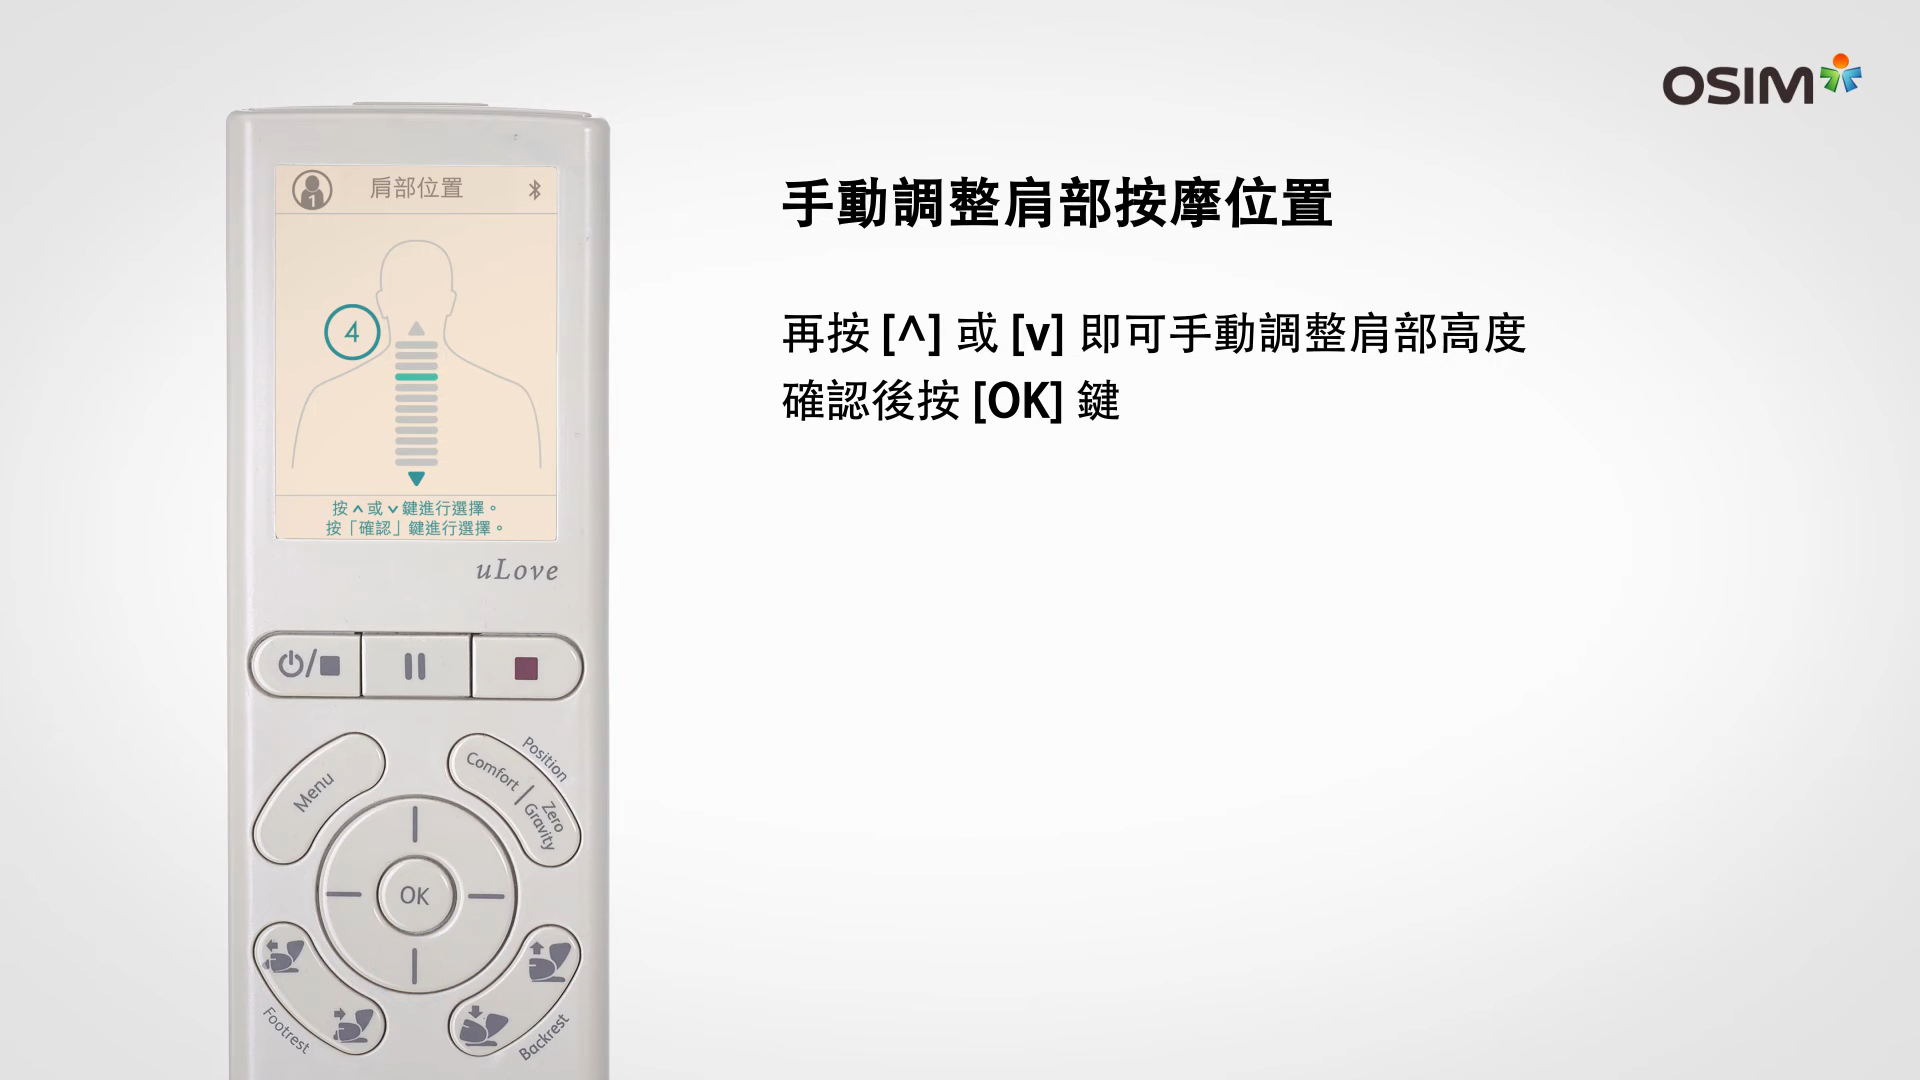 OSIM
1
肩部位置
4
按 ^ 或 v 鍵進行選擇。
按「確認」鍵進行選擇。
uLove
Menu
Position
Comfort | Zero Gravity
OK
Footrest
Backrest
手動調整肩部按摩位置
再按 [^] 或 [v] 即可手動調整肩部高度
確認後按 [OK] 鍵